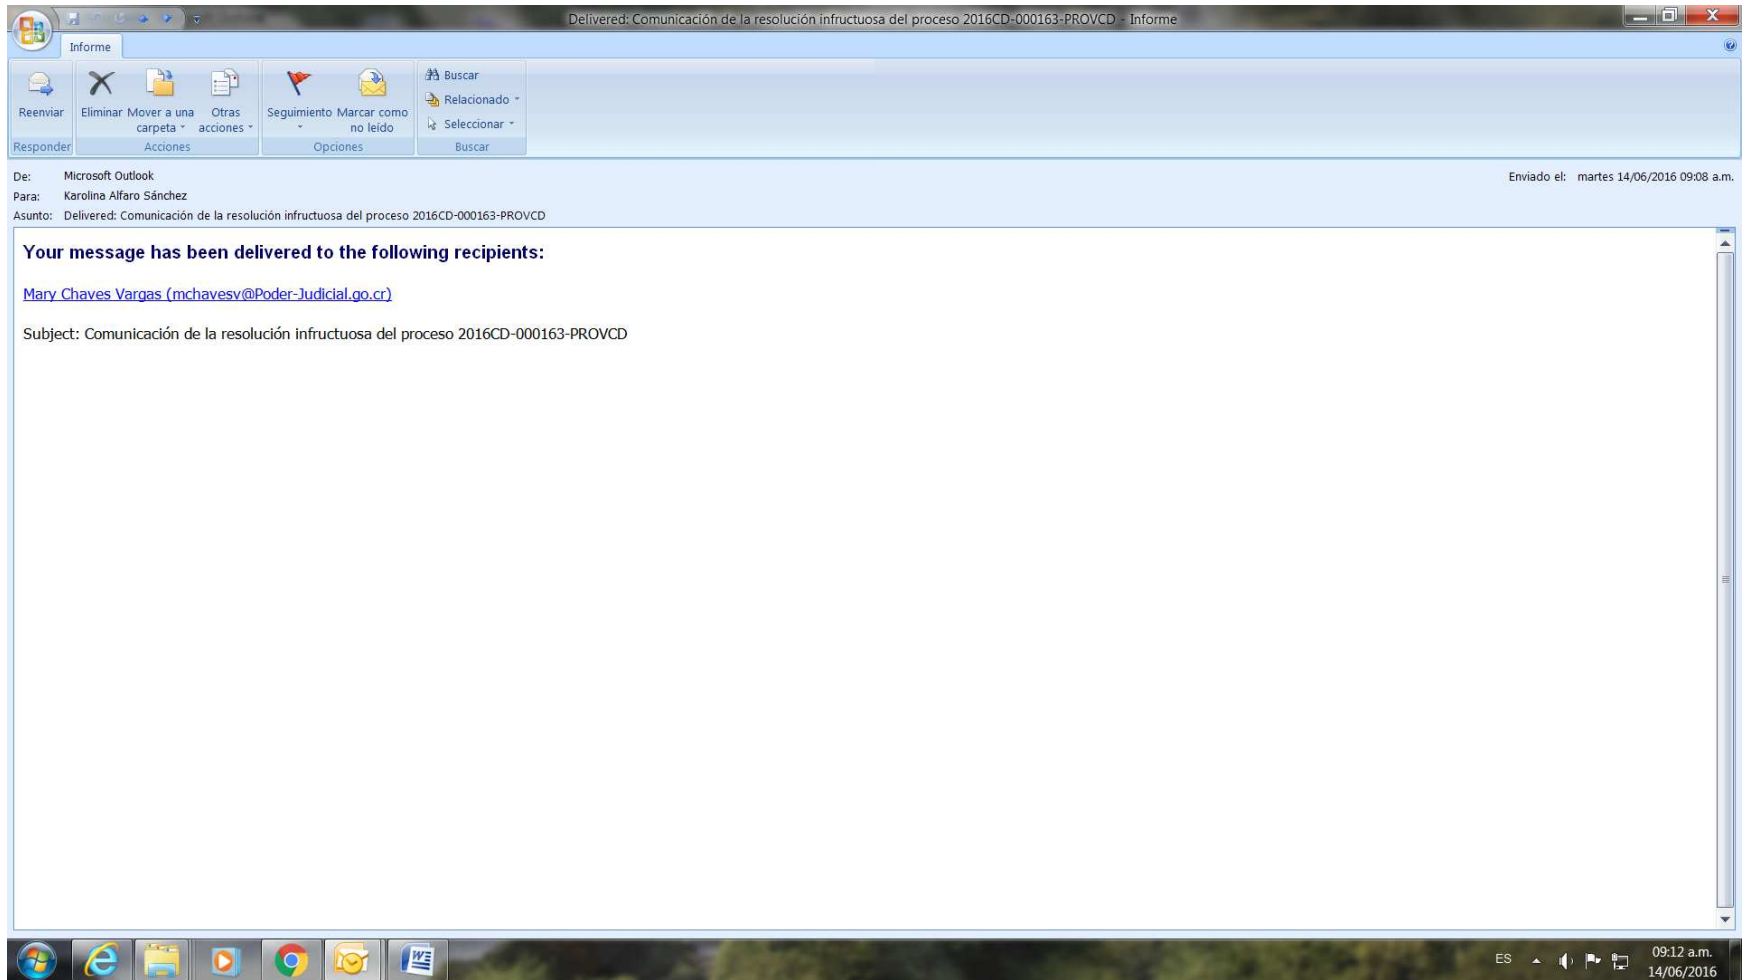 Delivered: Comunicación de la resolución infructuosa del proceso 2016CD-000163-PROVCD - Informe
Informe
Reenviar
Eliminar
Mover a una carpeta
Otras acciones
Seguimiento
Marcar como no leído
Buscar
Relacionado
Seleccionar
Responder
Acciones
Opciones
Buscar
De: Microsoft Outlook
Enviado el: martes 14/06/2016 09:08 a.m.
Para: Karolina Alfaro Sánchez
Asunto: Delivered: Comunicación de la resolución infructuosa del proceso 2016CD-000163-PROVCD
Your message has been delivered to the following recipients:
Mary Chaves Vargas (mchavesv@Poder-Judicial.go.cr)
Subject: Comunicación de la resolución infructuosa del proceso 2016CD-000163-PROVCD
ES
09:12 a.m.
14/06/2016